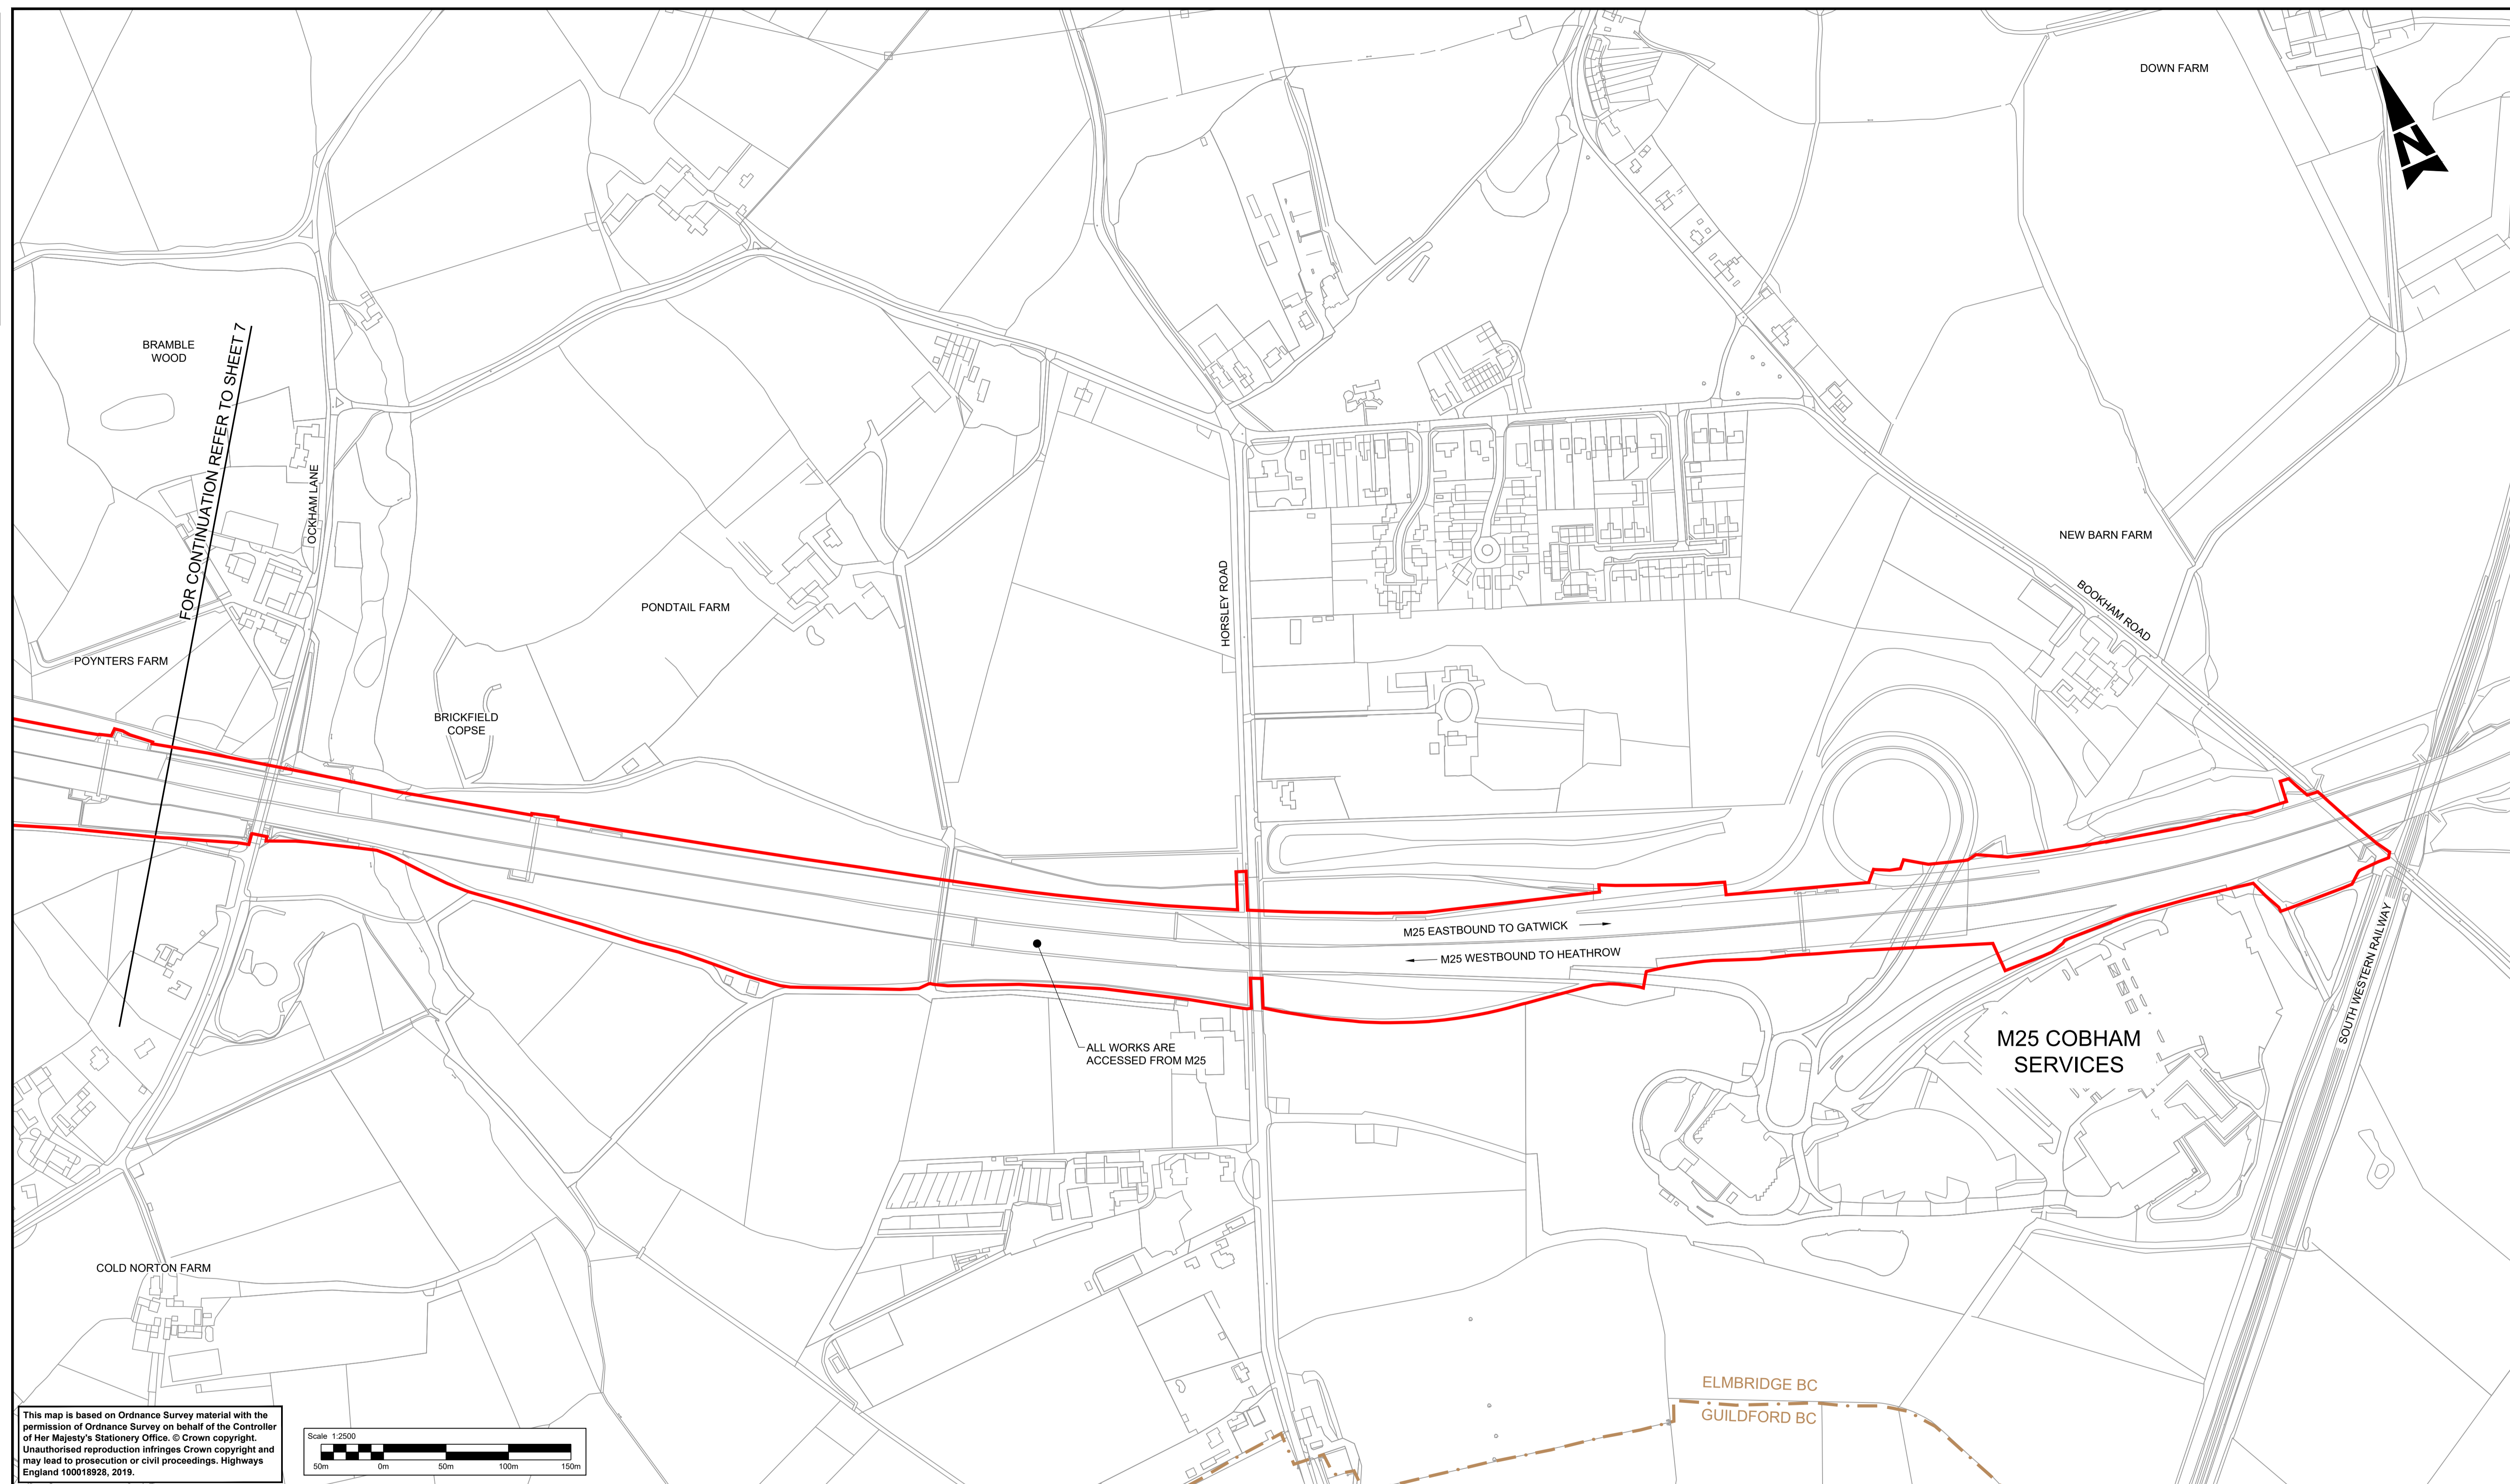 DOWN FARM
N
BRAMBLE
WOOD
FOR CONTINUATION REFER TO SHEET 7
OCKHAM LANE
HORSLEY ROAD
NEW BARN FARM
BOOKHAM ROAD
PONDTAIL FARM
POYNTERS FARM
BRICKFIELD
COPSE
M25 EASTBOUND TO GATWICK
M25 WESTBOUND TO HEATHROW
SOUTH WESTERN RAILWAY
M25 COBHAM
SERVICES
ALL WORKS ARE
ACCESSED FROM M25
COLD NORTON FARM
ELMBRIDGE BC
GUILDFORD BC
This map is based on Ordnance Survey material with the
permission of Ordnance Survey on behalf of the Controller
of Her Majesty's Stationery Office. © Crown copyright.
Unauthorised reproduction infringes Crown copyright and
may lead to prosecution or civil proceedings. Highways
England 100018928, 2019.
Scale 1:2500
50m 0m 50m 100m 150m